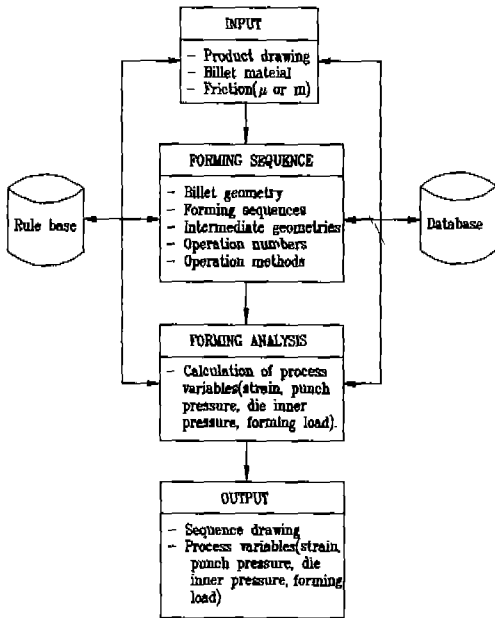 INPUT
- Product drawing
- Billet mateial
- Friction(μ or m)
FORMING SEQUENCE
- Billet geometry
- Forming sequences
- Intermediate geometries
- Operation numbers
- Operation methods
Rule base
Database
FORMING ANALYSIS
- Calculation of process
variables(strain, punch
pressure, die inner
pressure, forming load).
OUTPUT
- Sequence drawing
- Process variables(strain,
punch pressure, die
inner pressure, forming
load)